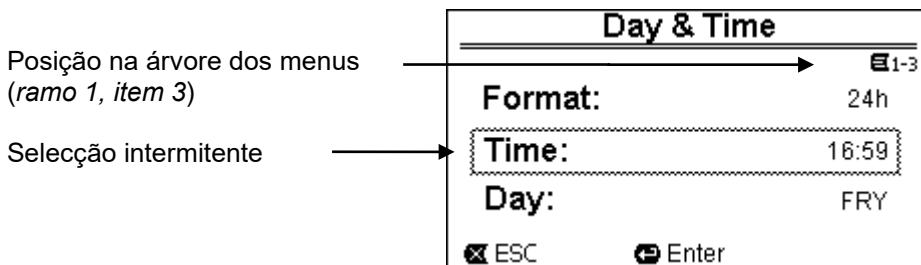 Day & Time
Posição na árvore dos menus
(ramo 1, item 3)
1-3
Format: 24h
Selecção intermitente
Time: 16:59
Day: FRY
ESC Enter